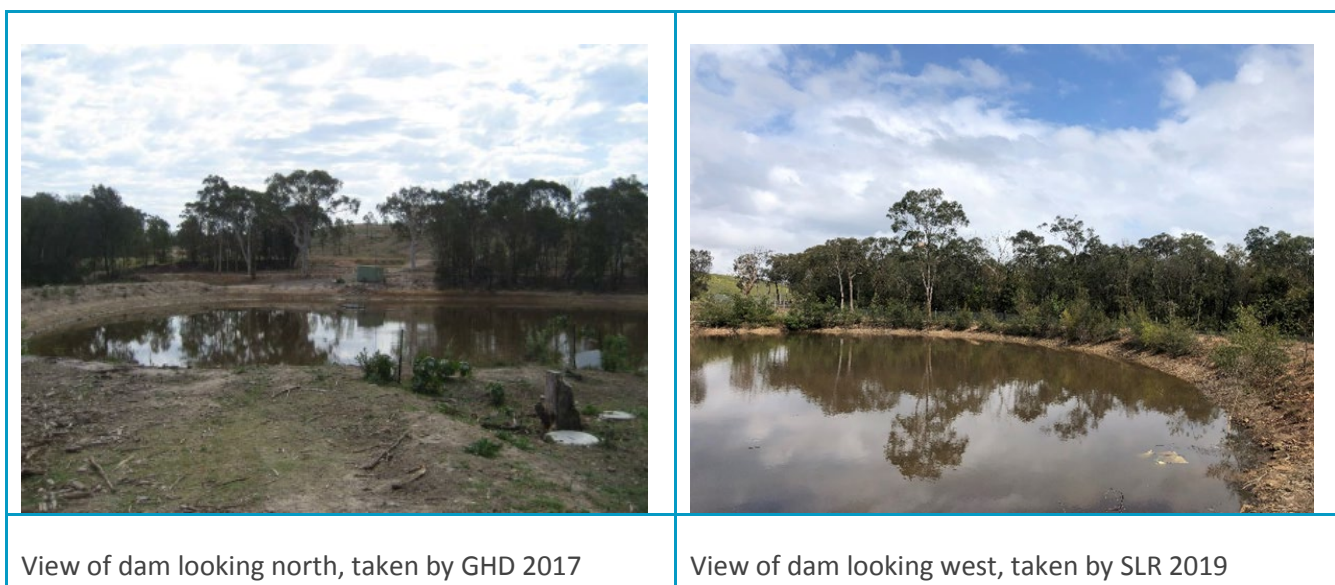 View of dam looking north, taken by GHD 2017
View of dam looking west, taken by SLR 2019